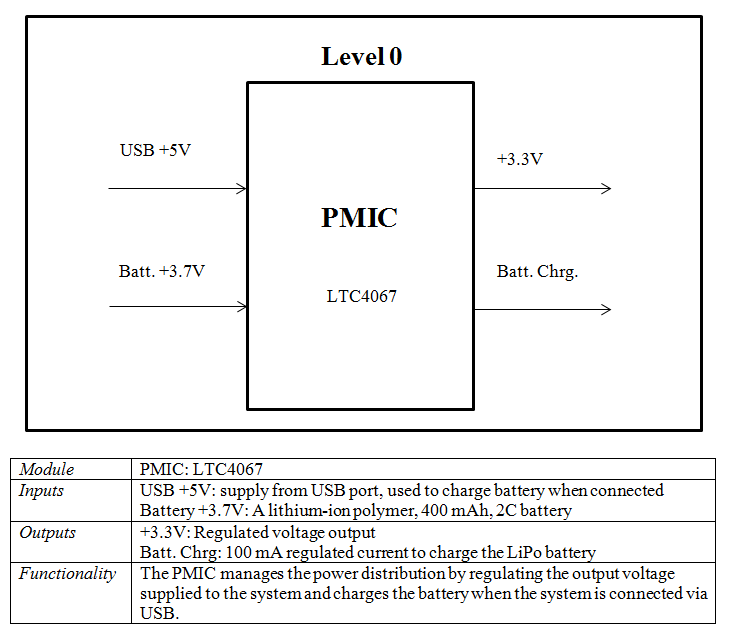 Level 0
USB +5V
+3.3V
PMIC
Batt. +3.7V
Batt. Chrg.
LTC4067
Module PMIC: LTC4067
Inputs USB +5V: supply from USB port, used to charge battery when connected
Battery +3.7V: A lithium-ion polymer, 400 mAh, 2C battery
Outputs +3.3V: Regulated voltage output
Batt. Chrg: 100 mA regulated current to charge the LiPo battery
Functionality The PMIC manages the power distribution by regulating the output voltage
supplied to the system and charges the battery when the system is connected via
USB.